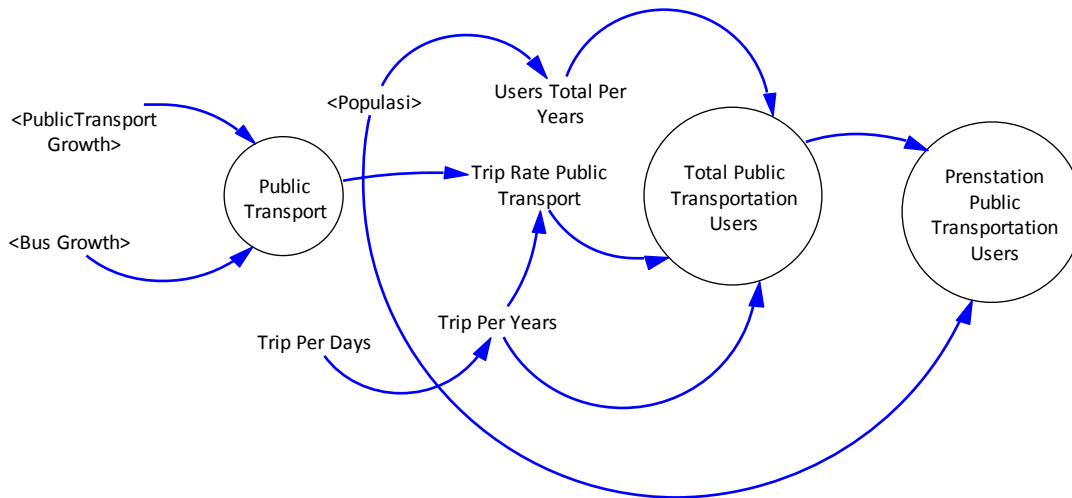 <PublicTransport
Growth>
<Bus Growth>
Public
Transport
<Populasi>
Users Total Per
Years
Trip Rate Public
Transport
Trip Per Days
Trip Per Years
Total Public
Transportation
Users
Prenstation
Public
Transportation
Users